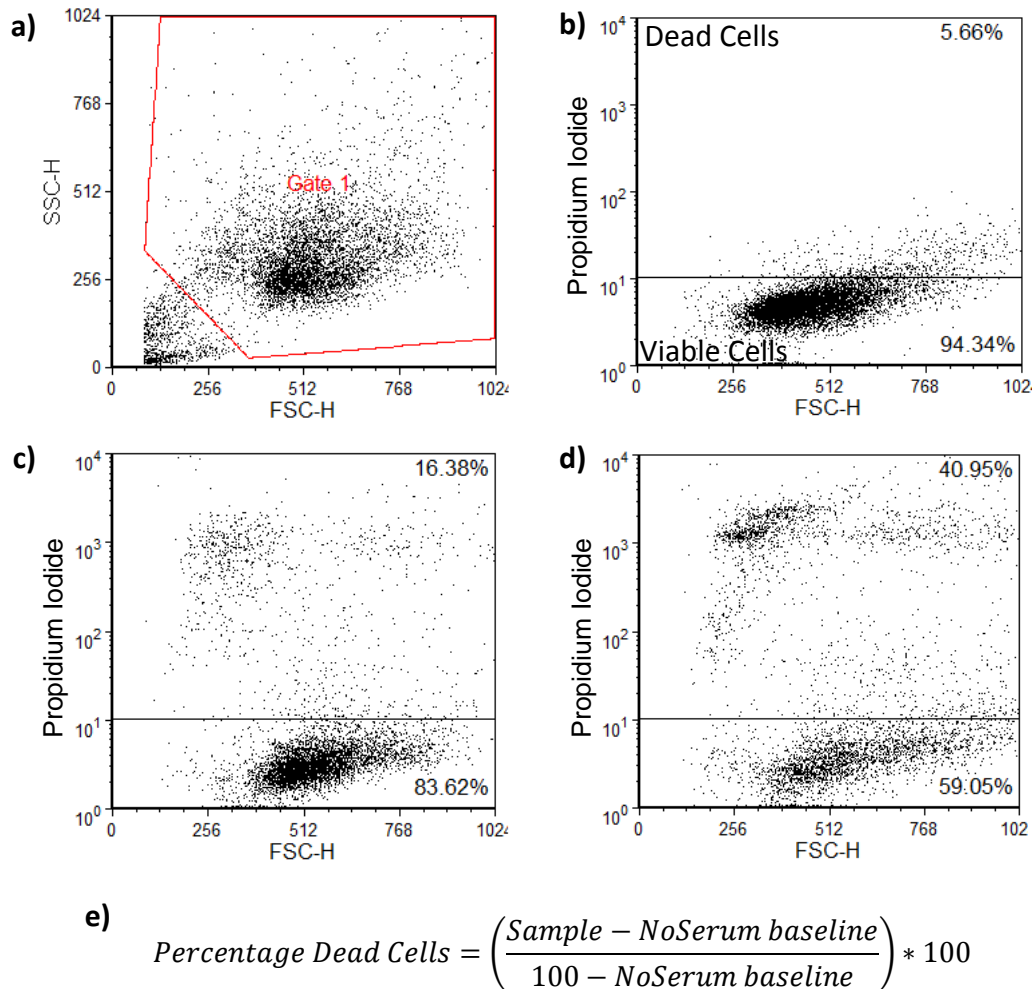 a)
1024
768
512
256
0
SSC-H
Gate 1
0 256 512 768 1024
FSC-H
b)
Dead Cells 5.66%
10^4
10^3
10^2
10^1
10^0
Propidium Iodide
Viable Cells 94.34%
0 256 512 768 1024
FSC-H
c)
16.38%
10^4
10^3
10^2
10^1
10^0
Propidium Iodide
83.62%
0 256 512 768 1024
FSC-H
d)
40.95%
10^4
10^3
10^2
10^1
10^0
Propidium Iodide
59.05%
0 256 512 768 102
FSC-H
e)
Percentage Dead Cells = (Sample − NoSerum baseline / 100 − NoSerum baseline) * 100